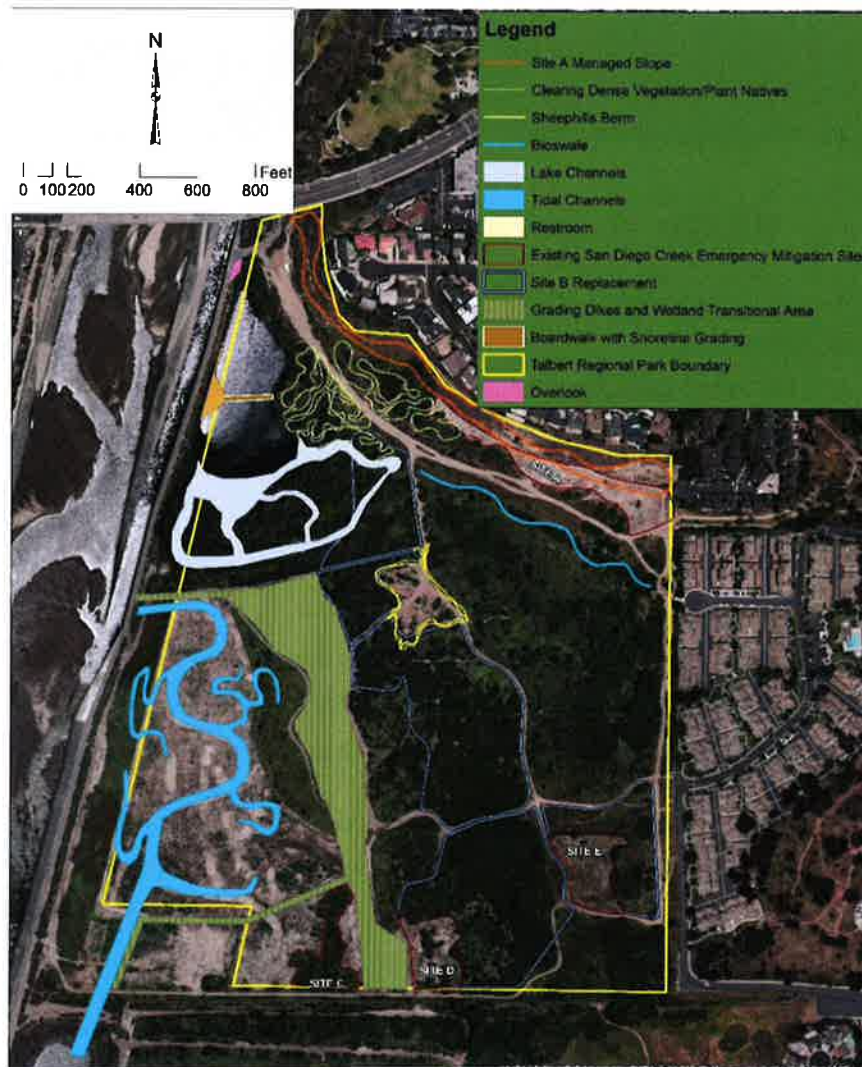 N
Feet
0 100 200 400 600 800
Legend
Site A Managed Slope
Clearing Dense Vegetation/Plant Natives
Sheephills Berm
Bioswale
Lake Channels
Tidal Channels
Restroom
Existing San Diego Creek Emergency Mitigation Site
Site B Replacement
Grading Dikes and Wetland Transitional Area
Boardwalk with Shoreline Grading
Talbert Regional Park Boundary
Overlook
SITE A
SITE E
SITE D
SITE C